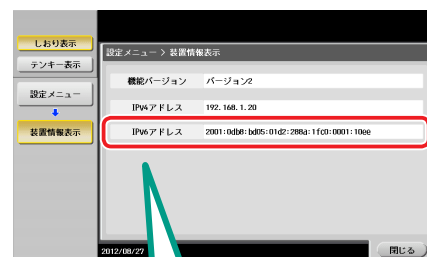 しおり表示
テンキー表示
設定メニュー
装置情報表示
設定メニュー > 装置情報表示
機能バージョン バージョン2
IPv4アドレス 192.168.1.20
IPv6アドレス 2001:0db8:bd05:01d2:288a:1fc0:0001:10ee
2012/08/27
閉じる